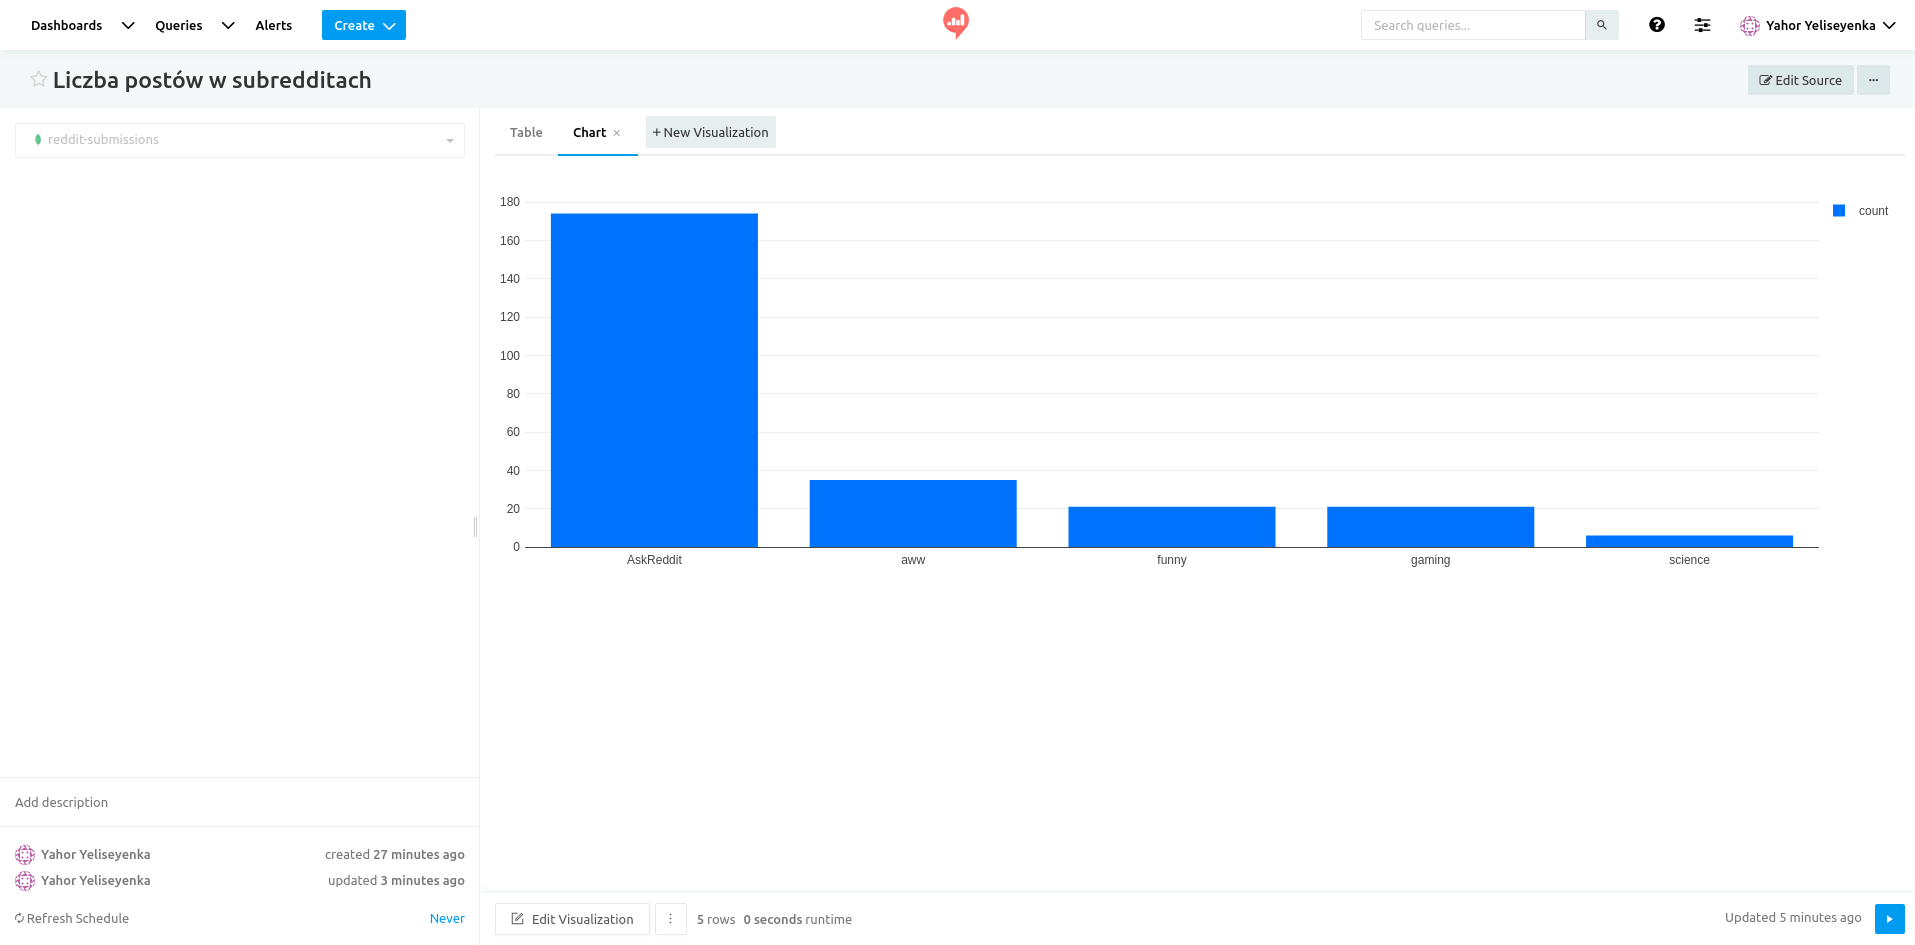 Dashboards Queries Alerts Create Search queries... Yahor Yeliseyenka
Liczba postów w subredditach Edit Source
reddit-submissions
Table Chart × + New Visualization
180
160
140
120
100
80
60
40
20
0
AskReddit aww funny gaming science
count
Add description
Yahor Yeliseyenka created 27 minutes ago
Yahor Yeliseyenka updated 3 minutes ago
Refresh Schedule Never
Edit Visualization 5 rows 0 seconds runtime Updated 5 minutes ago